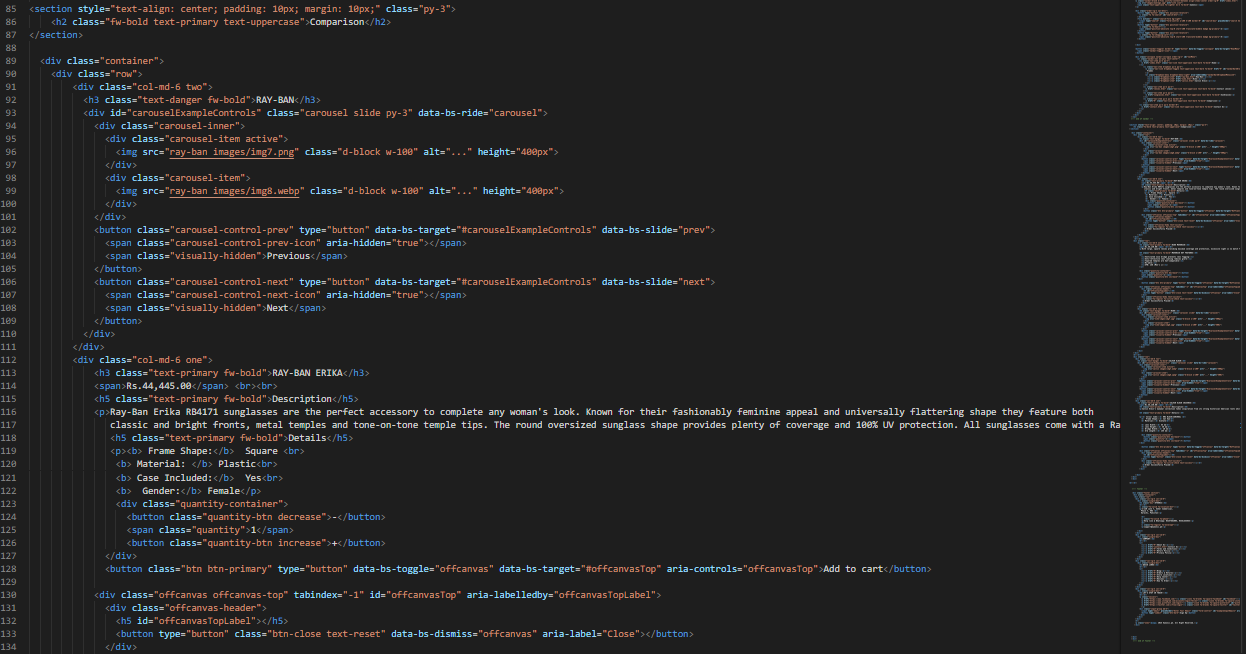 85 <section style="text-align: center; padding: 10px; margin: 10px;" class="py-3">
86 <h2 class="fw-bold text-primary text-uppercase">Comparison</h2>
87 </section>
88
89 <div class="container">
90 <div class="row">
91 <div class="col-md-6 two">
92 <h3 class="text-danger fw-bold">RAY-BAN</h3>
93 <div id="carouselExampleControls" class="carousel slide py-3" data-bs-ride="carousel">
94 <div class="carousel-inner">
95 <div class="carousel-item active">
96 <img src="ray-ban images/img7.png" class="d-block w-100" alt="..." height="400px">
97 </div>
98 <div class="carousel-item">
99 <img src="ray-ban images/img8.webp" class="d-block w-100" alt="..." height="400px">
100 </div>
101 </div>
102 <button class="carousel-control-prev" type="button" data-bs-target="#carouselExampleControls" data-bs-slide="prev">
103 <span class="carousel-control-prev-icon" aria-hidden="true"></span>
104 <span class="visually-hidden">Previous</span>
105 </button>
106 <button class="carousel-control-next" type="button" data-bs-target="#carouselExampleControls" data-bs-slide="next">
107 <span class="carousel-control-next-icon" aria-hidden="true"></span>
108 <span class="visually-hidden">Next</span>
109 </button>
110 </div>
111 </div>
112 <div class="col-md-6 one">
113 <h3 class="text-primary fw-bold">RAY-BAN ERIKA</h3>
114 <span>Rs.44,445.00</span> <br><br>
115 <h5 class="text-primary fw-bold">Description</h5>
116 <p>Ray-Ban Erika RB4171 sunglasses are the perfect accessory to complete any woman's look. Known for their fashionably feminine appeal and universally flattering shape they feature both
117 classic and bright fronts, metal temples and tone-on-tone temple tips. The round oversized sunglass shape provides plenty of coverage and 100% UV protection. All sunglasses come with a Ra
118 <h5 class="text-primary fw-bold">Details</h5>
119 <p><b> Frame Shape:</b>  Square <br>
120 <b> Material: </b> Plastic<br>
121 <b> Case Included:</b>  Yes<br>
122 <b>  Gender:</b> Female</p>
123 <div class="quantity-container">
124 <button class="quantity-btn decrease">-</button>
125 <span class="quantity">1</span>
126 <button class="quantity-btn increase">+</button>
127 </div>
128 <button class="btn btn-primary" type="button" data-bs-toggle="offcanvas" data-bs-target="#offcanvasTop" aria-controls="offcanvasTop">Add to cart</button>
129
130 <div class="offcanvas offcanvas-top" tabindex="-1" id="offcanvasTop" aria-labelledby="offcanvasTopLabel">
131 <div class="offcanvas-header">
132 <h5 id="offcanvasTopLabel"></h5>
133 <button type="button" class="btn-close text-reset" data-bs-dismiss="offcanvas" aria-label="Close"></button>
134 </div>